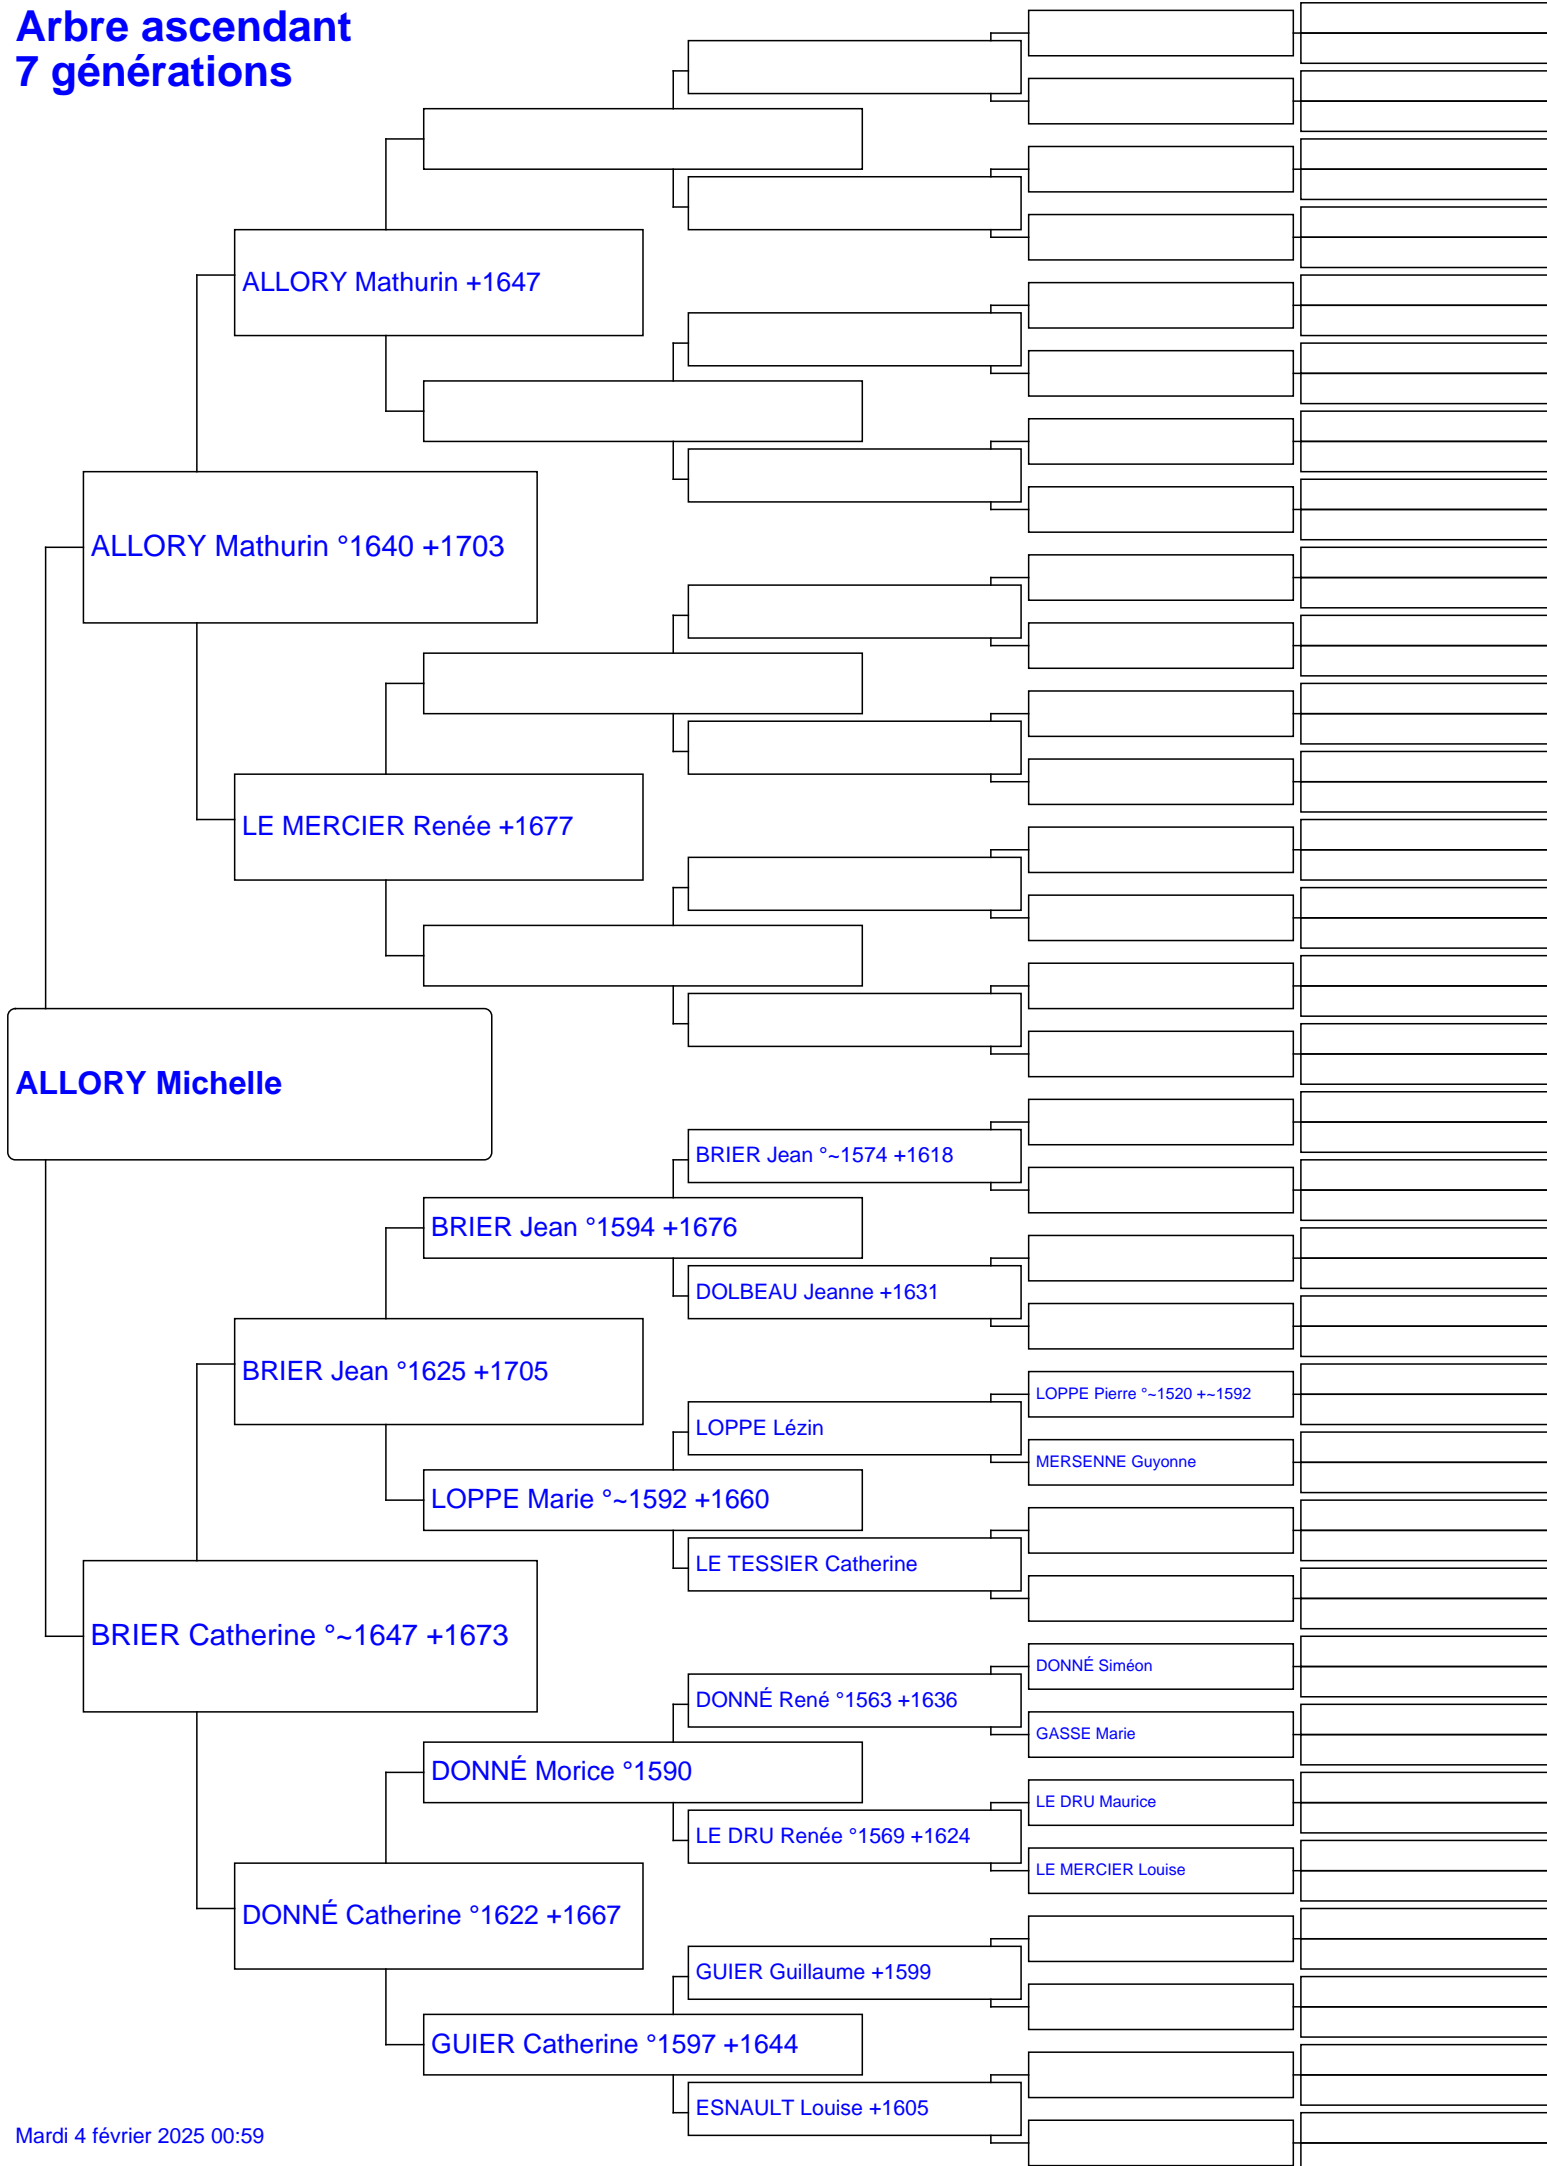 Arbre ascendant
7 générations
ALLORY Mathurin +1647
ALLORY Mathurin °1640 +1703
LE MERCIER Renée +1677
ALLORY Michelle
BRIER Jean °~1574 +1618
BRIER Jean °1594 +1676
DOLBEAU Jeanne +1631
BRIER Jean °1625 +1705
LOPPE Pierre °~1520 +~1592
LOPPE Lézin
MERSENNE Guyonne
LOPPE Marie °~1592 +1660
LE TESSIER Catherine
BRIER Catherine °~1647 +1673
DONNÉ Siméon
DONNÉ René °1563 +1636
GASSE Marie
DONNÉ Morice °1590
LE DRU Maurice
LE DRU Renée °1569 +1624
LE MERCIER Louise
DONNÉ Catherine °1622 +1667
GUIER Guillaume +1599
GUIER Catherine °1597 +1644
ESNAULT Louise +1605
Mardi 4 février 2025 00:59